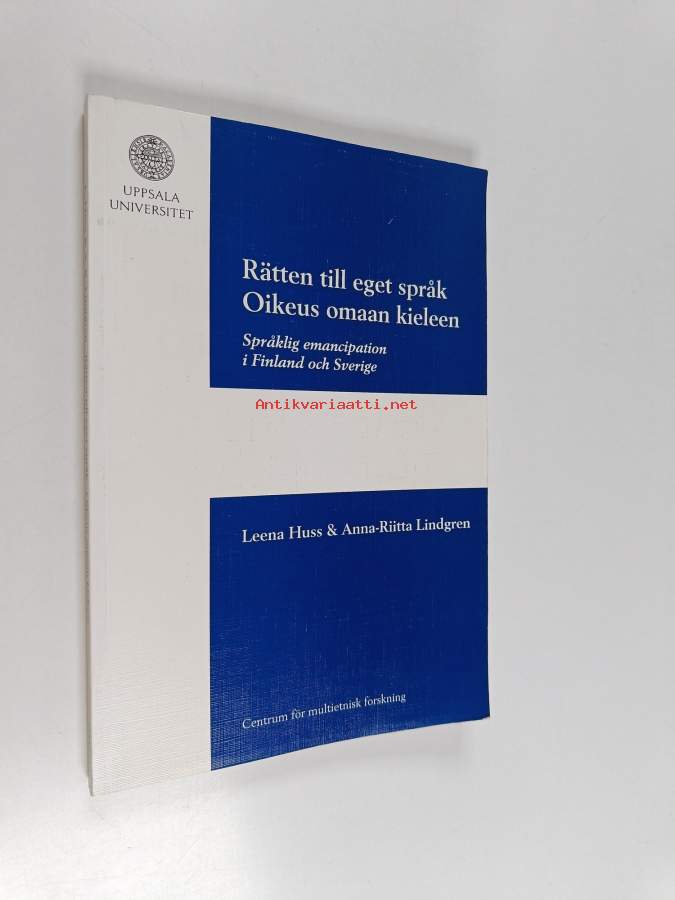 UPPSALA
UNIVERSITET
Rätten till eget språk
Oikeus omaan kieleen
Språklig emancipation
i Finland och Sverige
Antikvariaatti.net
Leena Huss & Anna-Riitta Lindgren
Centrum för multietnisk forskning